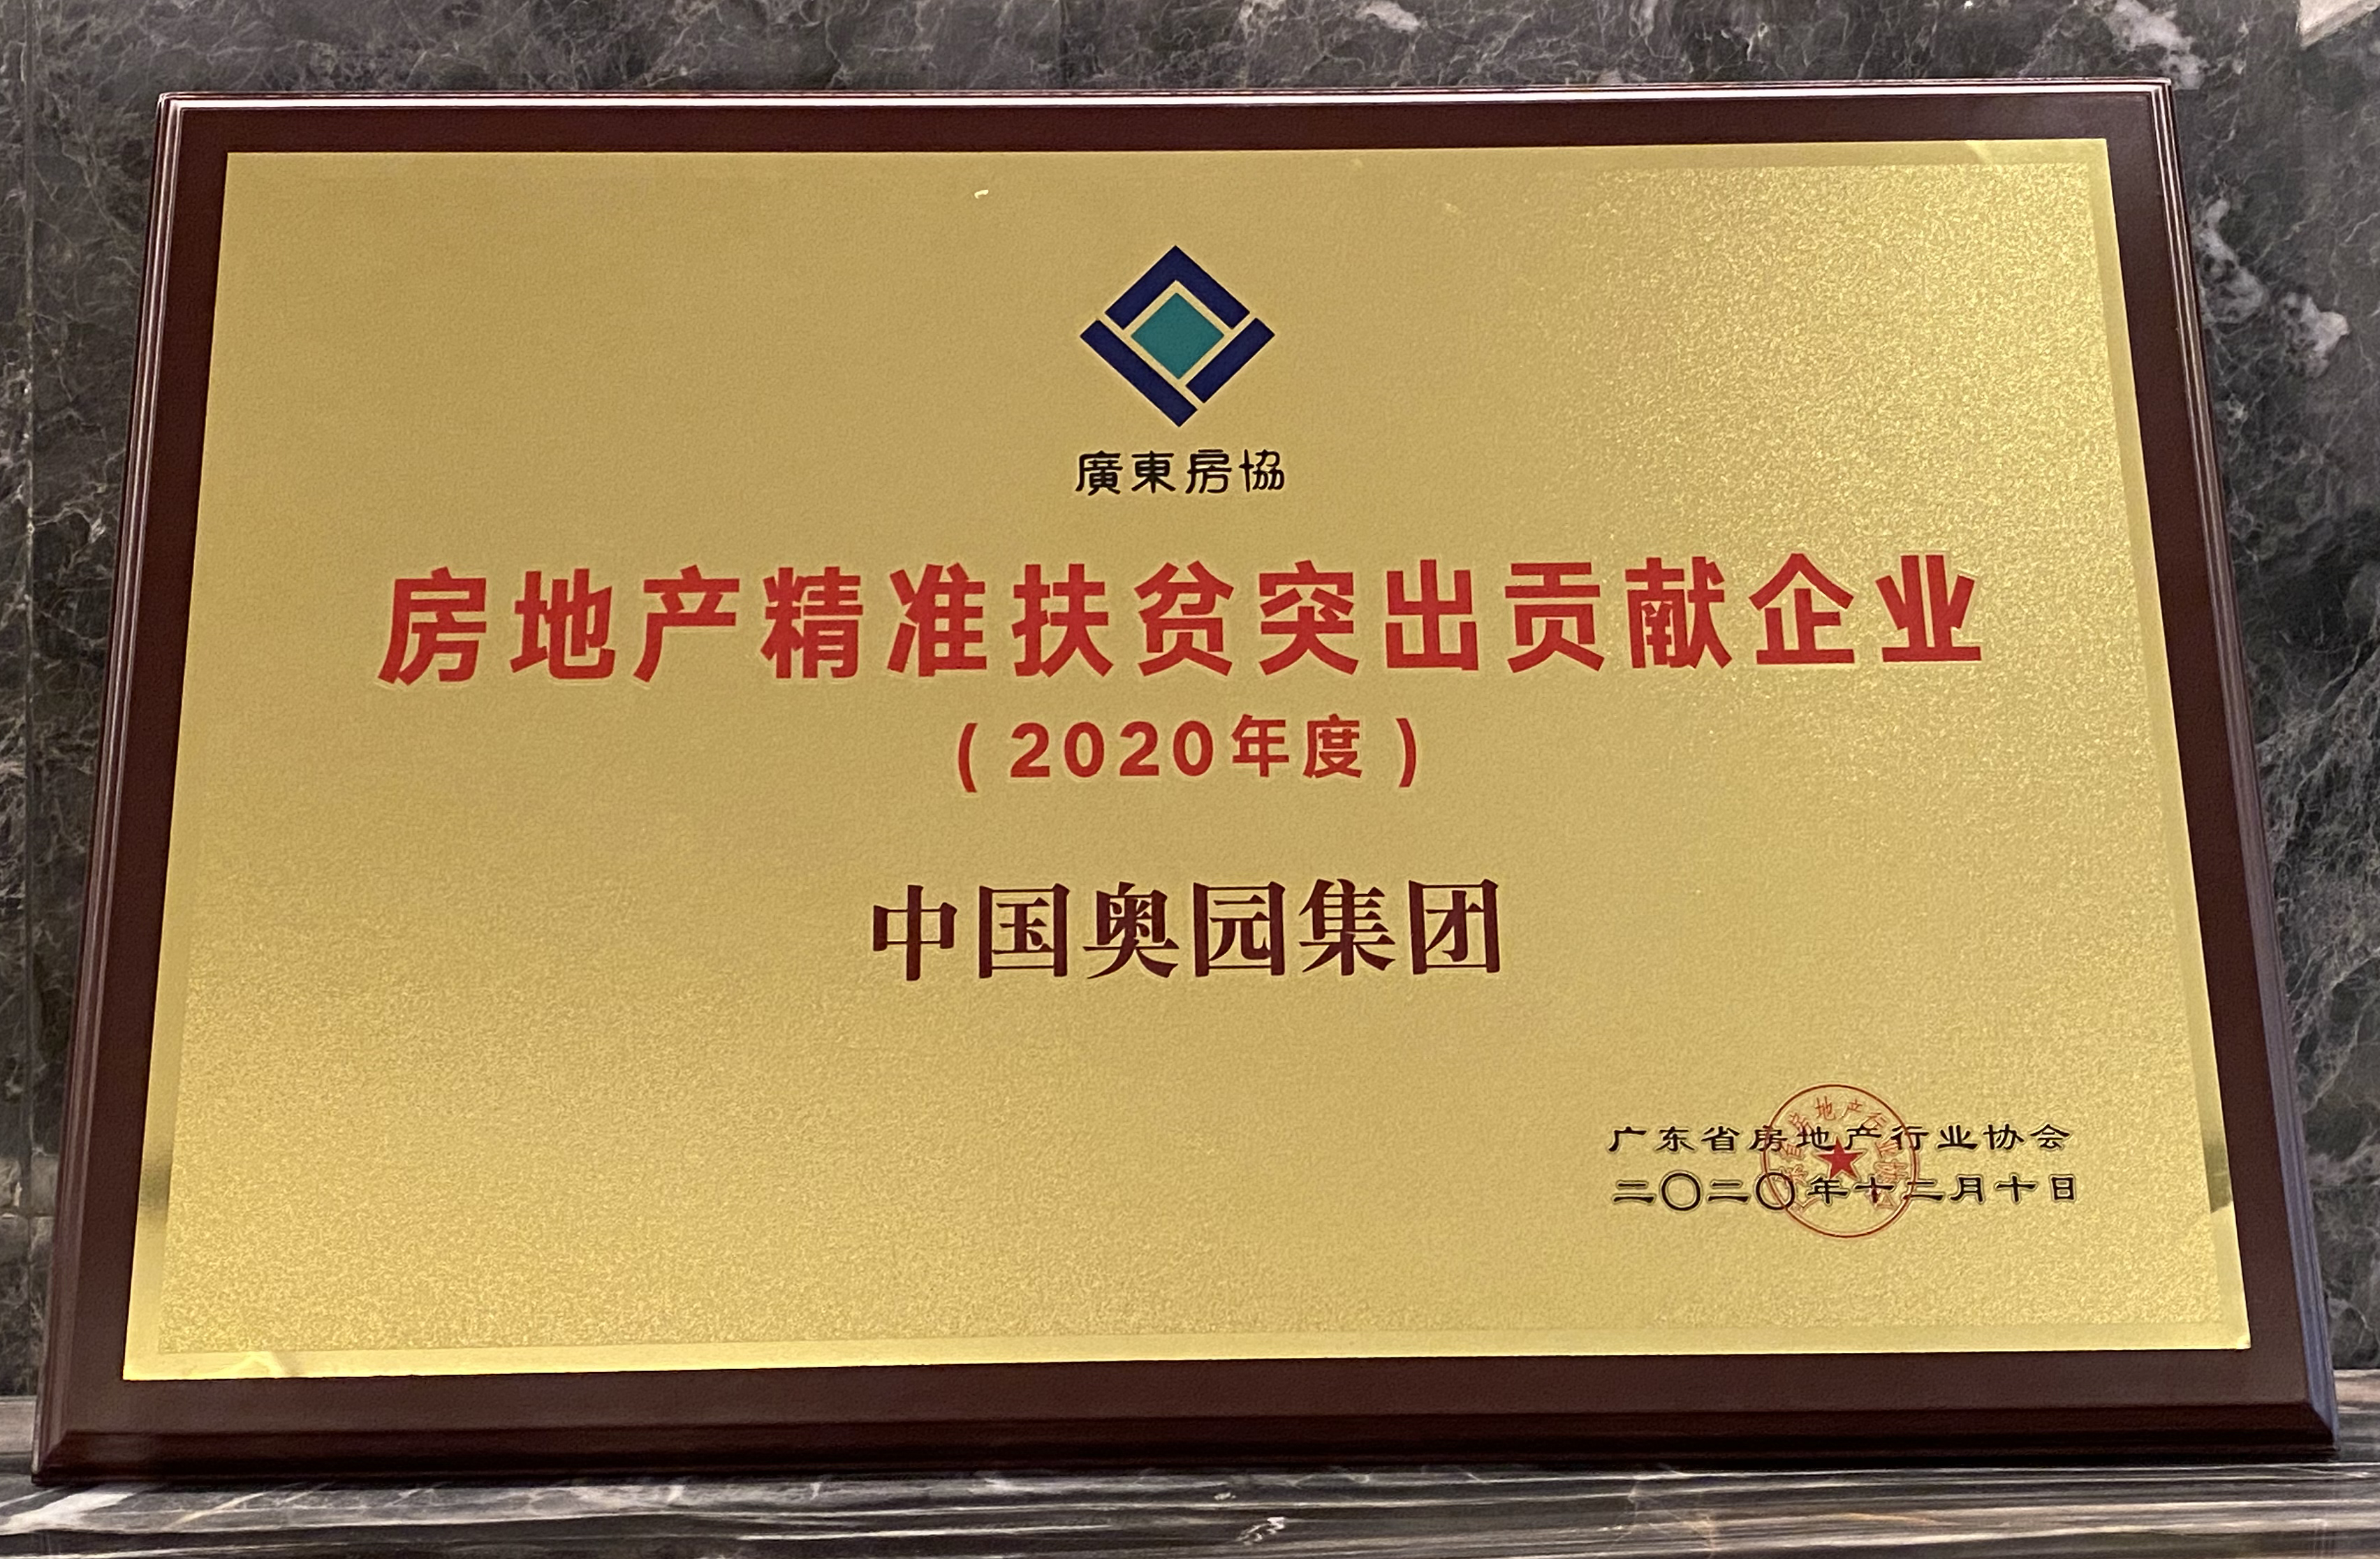 廣東房協
房地产精准扶贫突出贡献企业
(2020年度)
中国奥园集团
广东省房地产行业协会
二〇二〇年十二月十日